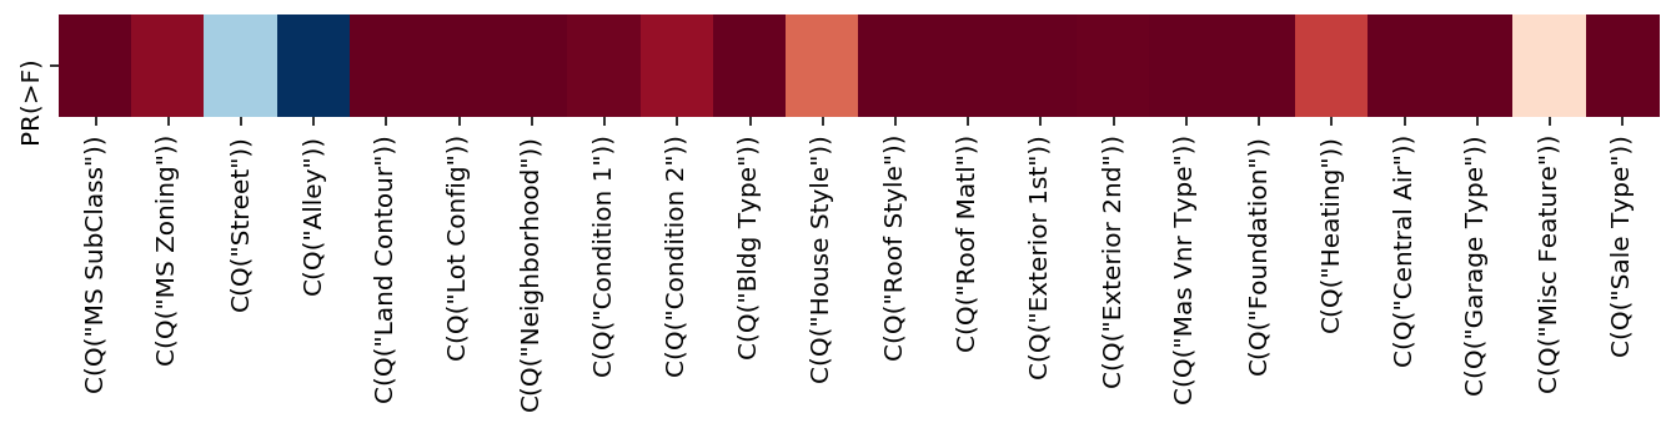 PR(>F)
C(Q("MS SubClass"))
C(Q("MS Zoning"))
C(Q("Street"))
C(Q("Alley"))
C(Q("Land Contour"))
C(Q("Lot Config"))
C(Q("Neighborhood"))
C(Q("Condition 1"))
C(Q("Condition 2"))
C(Q("Bldg Type"))
C(Q("House Style"))
C(Q("Roof Style"))
C(Q("Roof Matl"))
C(Q("Exterior 1st"))
C(Q("Exterior 2nd"))
C(Q("Mas Vnr Type"))
C(Q("Foundation"))
C(Q("Heating"))
C(Q("Central Air"))
C(Q("Garage Type"))
C(Q("Misc Feature"))
C(Q("Sale Type"))